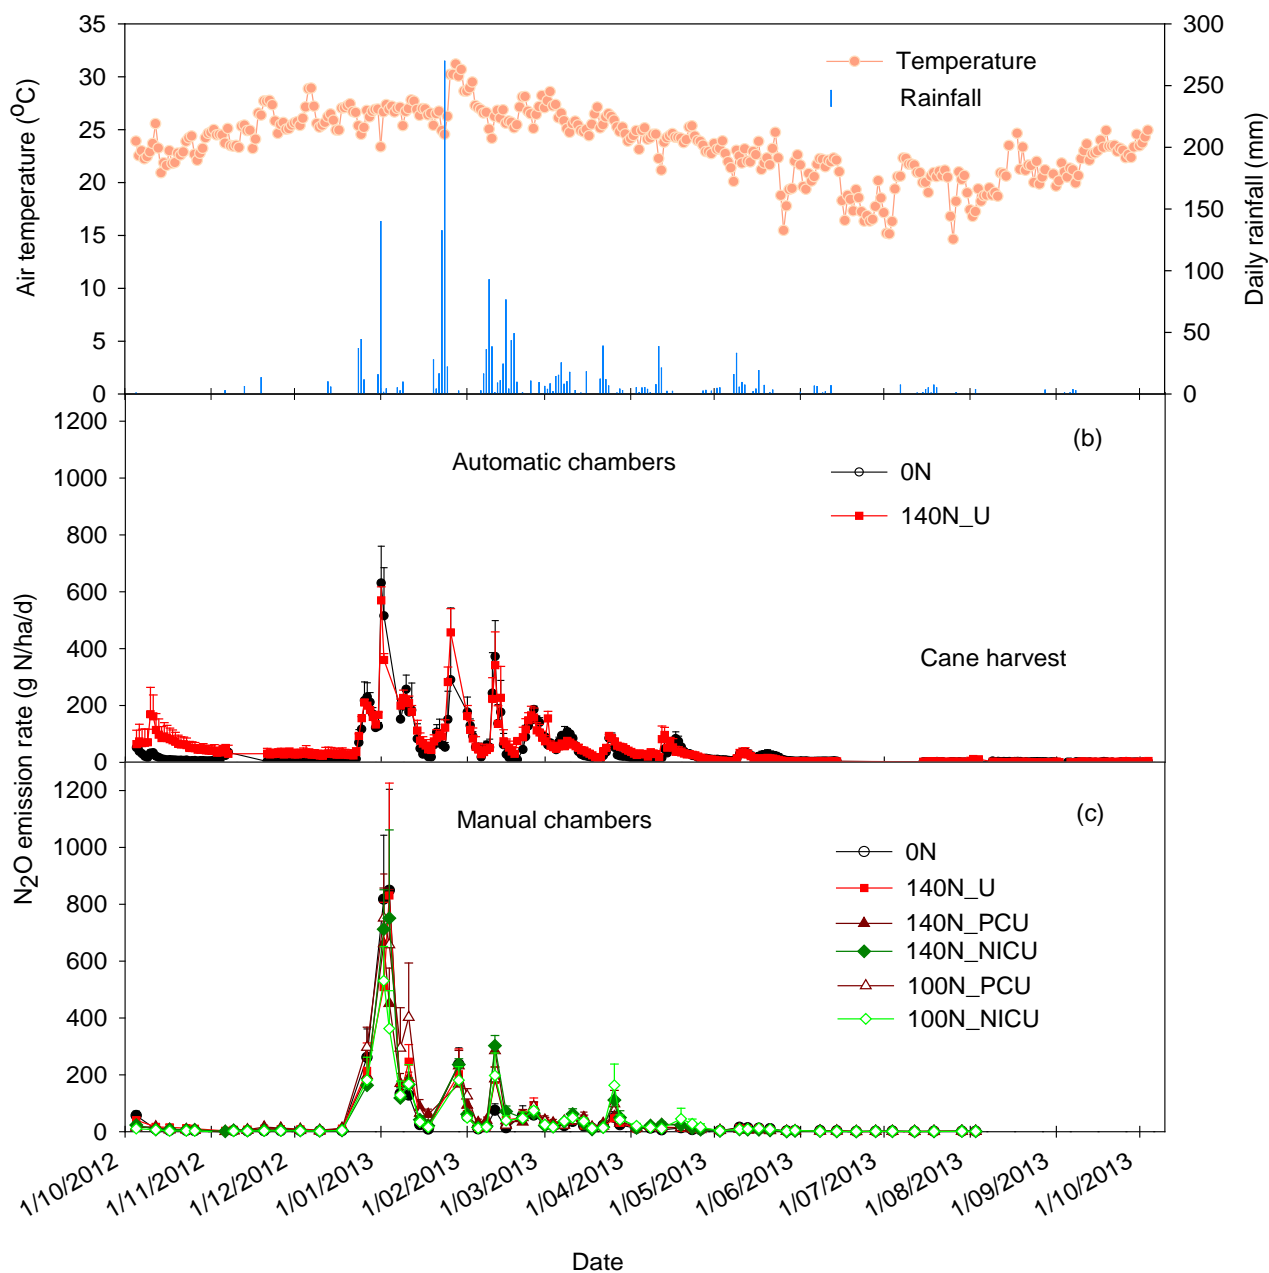 35
30
25
20
15
10
5
0
Air temperature (°C)
300
250
200
150
100
50
0
Daily rainfall (mm)
Temperature
Rainfall
1200
1000
800
600
400
200
0
(b)
Automatic chambers
0N
140N_U
Cane harvest
N2O emission rate (g N/ha/d)
1200
1000
800
600
400
200
0
(c)
Manual chambers
0N
140N_U
140N_PCU
140N_NICU
100N_PCU
100N_NICU
1/10/2012
1/11/2012
1/12/2012
1/01/2013
1/02/2013
1/03/2013
1/04/2013
1/05/2013
1/06/2013
1/07/2013
1/08/2013
1/09/2013
1/10/2013
Date